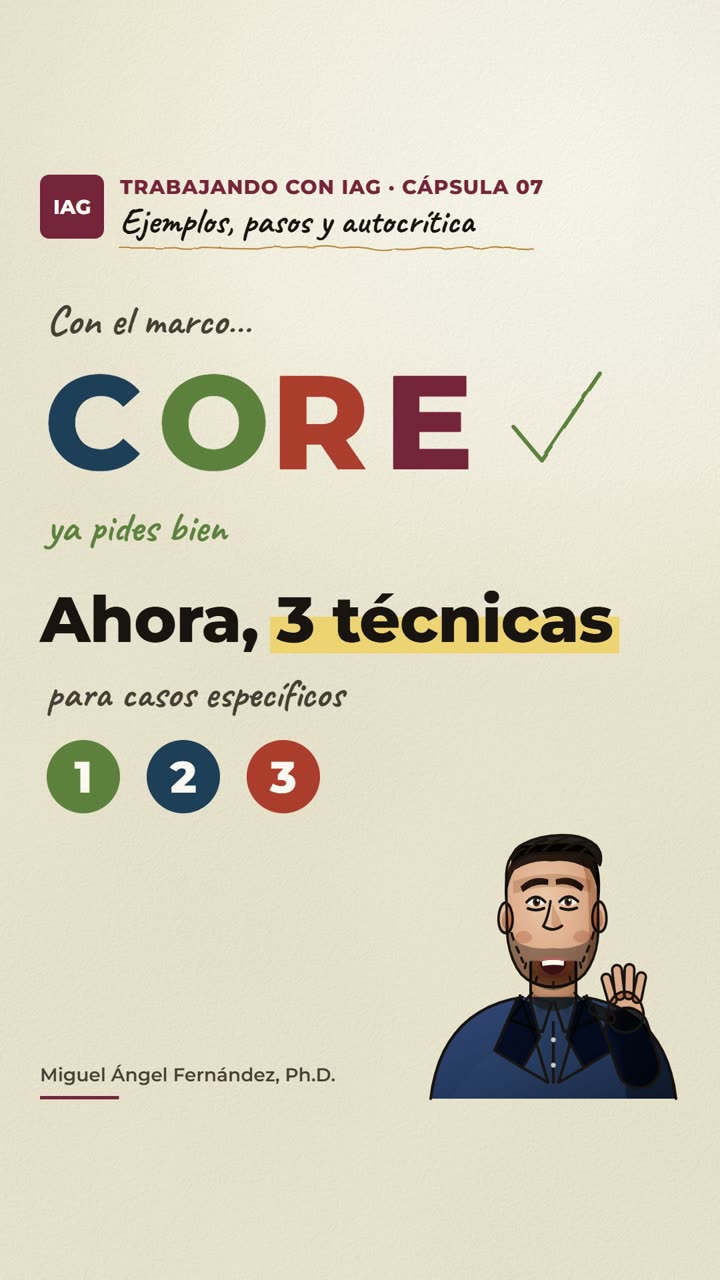 IAG
TRABAJANDO CON IAG · CÁPSULA 07
Ejemplos, pasos y autocrítica
Con el marco...
CORE
ya pides bien
Ahora, 3 técnicas
para casos específicos
1 2 3
Miguel Ángel Fernández, Ph.D.